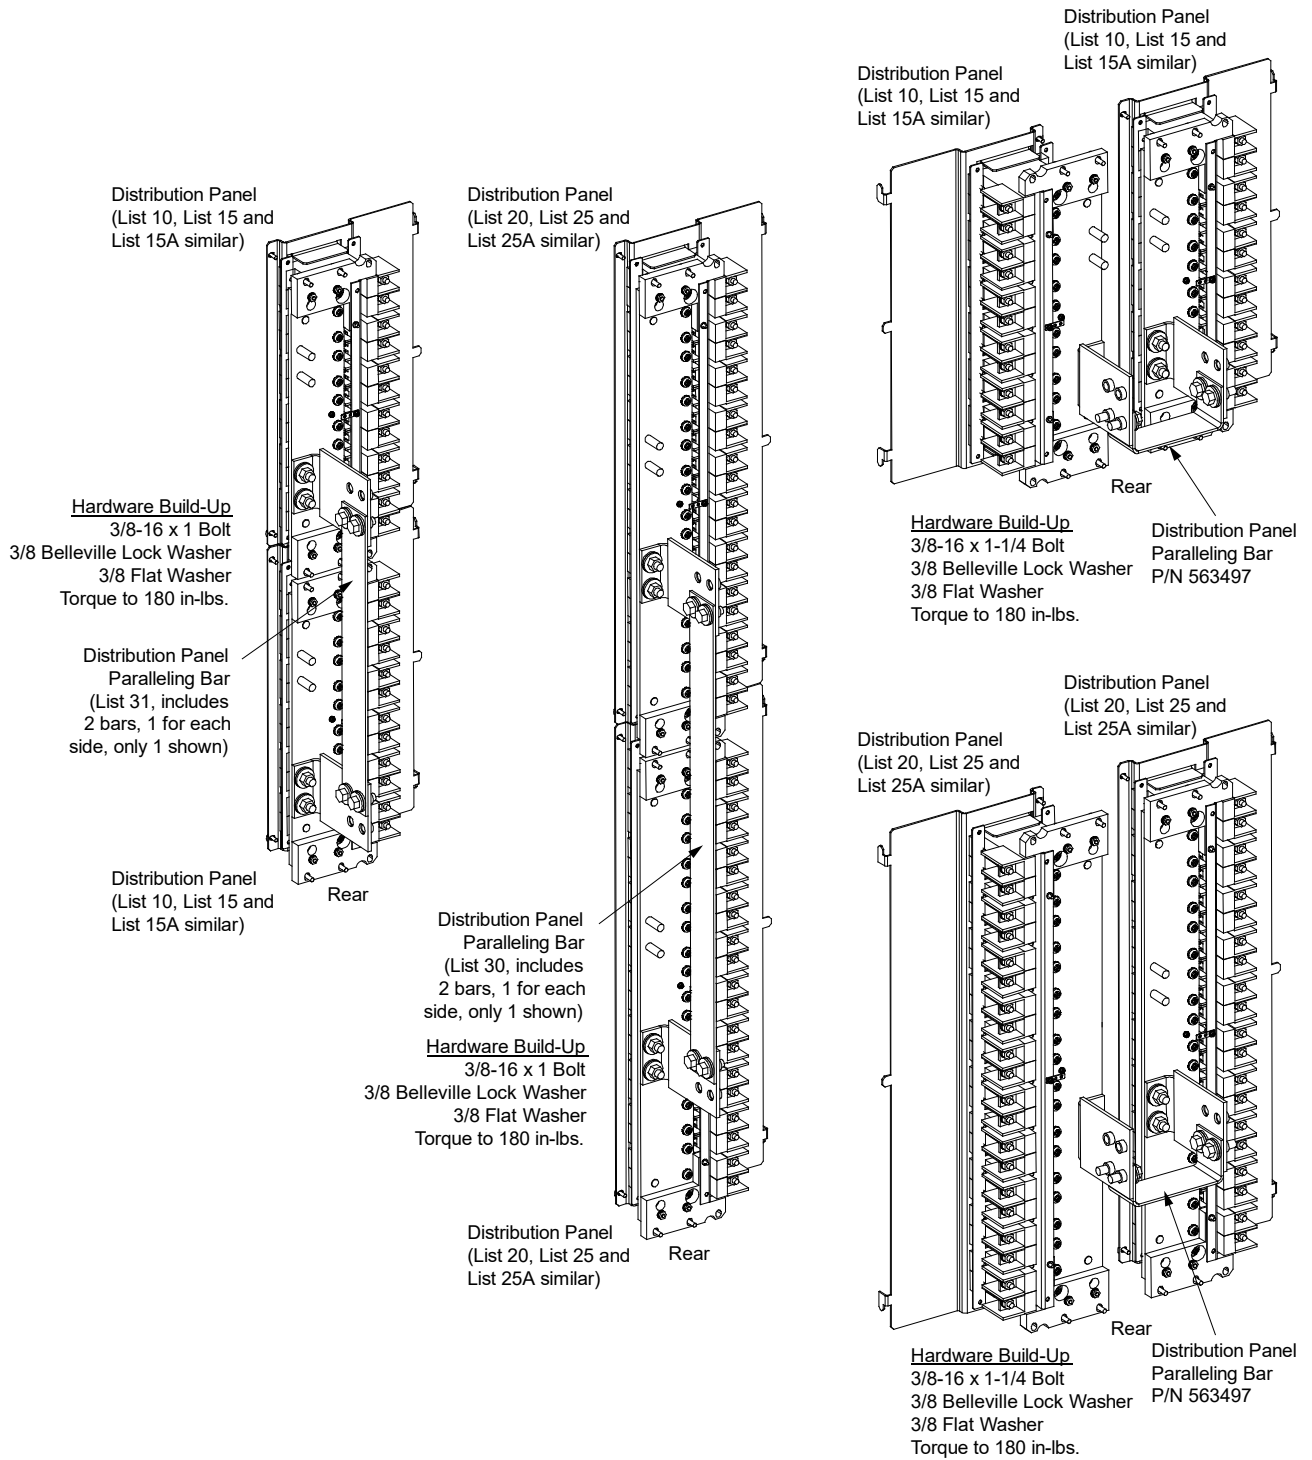 Distribution Panel
(List 10, List 15 and
List 15A similar)
Hardware Build-Up
3/8-16 x 1 Bolt
3/8 Belleville Lock Washer
3/8 Flat Washer
Torque to 180 in-lbs.
Distribution Panel
Paralleling Bar
(List 31, includes
2 bars, 1 for each
side, only 1 shown)
Distribution Panel
(List 10, List 15 and
List 15A similar)
Rear
Distribution Panel
(List 20, List 25 and
List 25A similar)
Distribution Panel
Paralleling Bar
(List 30, includes
2 bars, 1 for each
side, only 1 shown)
Hardware Build-Up
3/8-16 x 1 Bolt
3/8 Belleville Lock Washer
3/8 Flat Washer
Torque to 180 in-lbs.
Distribution Panel
(List 20, List 25 and
List 25A similar)
Rear
Distribution Panel
(List 10, List 15 and
List 15A similar)
Distribution Panel
(List 10, List 15 and
List 15A similar)
Rear
Hardware Build-Up
3/8-16 x 1-1/4 Bolt
3/8 Belleville Lock Washer
3/8 Flat Washer
Torque to 180 in-lbs.
Distribution Panel
Paralleling Bar
P/N 563497
Distribution Panel
(List 20, List 25 and
List 25A similar)
Distribution Panel
(List 20, List 25 and
List 25A similar)
Rear
Hardware Build-Up
3/8-16 x 1-1/4 Bolt
3/8 Belleville Lock Washer
3/8 Flat Washer
Torque to 180 in-lbs.
Distribution Panel
Paralleling Bar
P/N 563497